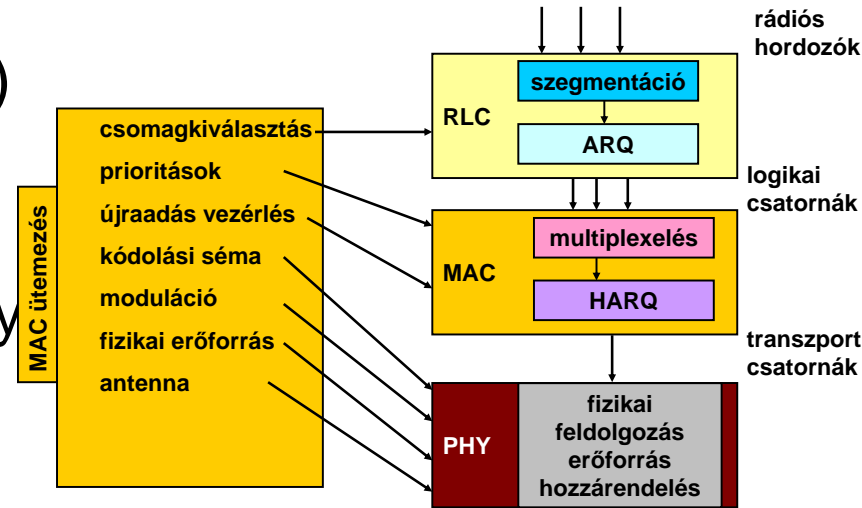 )
y
MAC ütemezés
csomagkiválasztás
prioritások
újraadás vezérlés
kódolási séma
moduláció
fizikai erőforrás
antenna
rádiós
hordozók
RLC
szegmentáció
ARQ
logikai
csatornák
MAC
multiplexelés
HARQ
transzport
csatornák
PHY
fizikai
feldolgozás
erőforrás
hozzárendelés